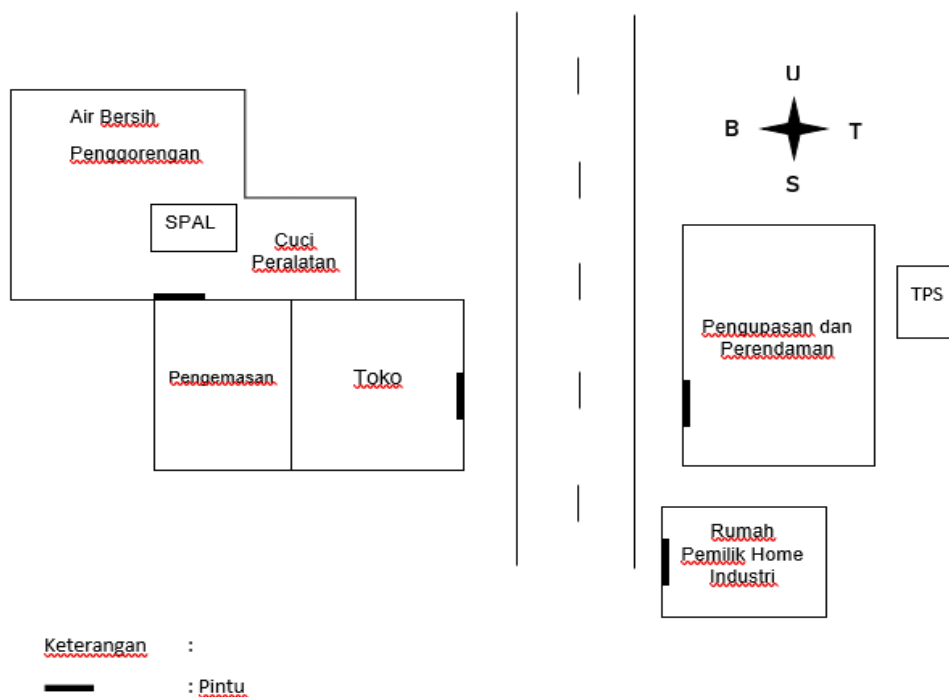 Air Bersih
Penggorengan
SPAL
Cuci
Peralatan
Pengemasan
Toko
U
B
T
S
Pengupasan dan
Perendaman
TPS
Rumah
Pemilik Home
Industri
Keterangan :
: Pintu